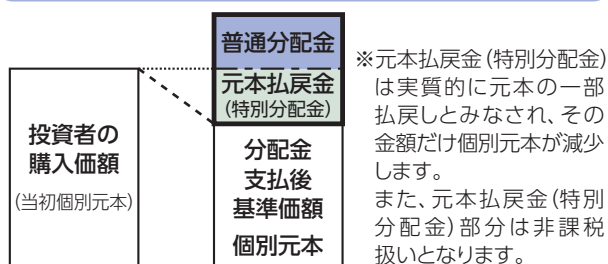 普通分配金
元本払戻金
(特別分配金)
投資者の
購入価額
(当初個別元本)
分配金
支払後
基準価額
個別元本
※元本払戻金(特別分配金)
は実質的に元本の一部
払戻しとみなされ、その
金額だけ個別元本が減少
します。
また、元本払戻金(特別
分配金)部分は非課税
扱いとなります。